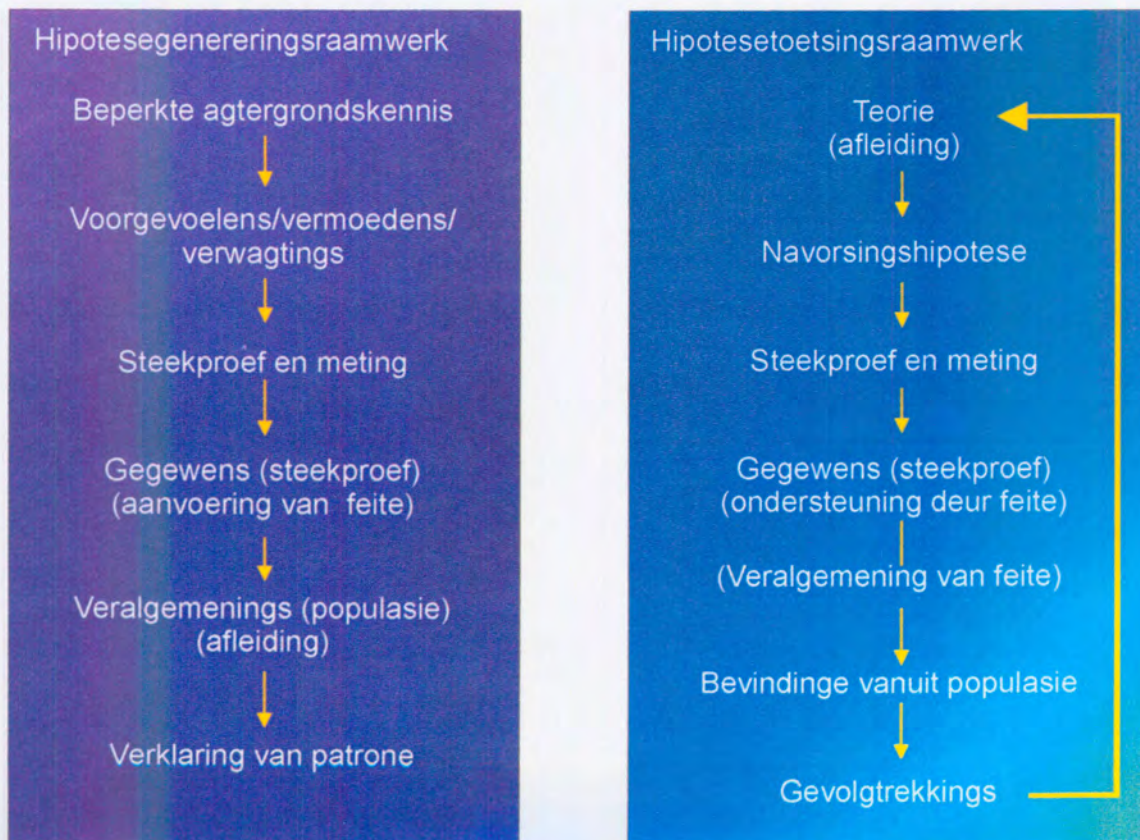 Hipotesegenereringsraamwerk
Beperkte agtergrondskennis
Voorgevoelens/vermoedens/
verwagtings
Steekproef en meting
Gegewens (steekproef)
(aanvoering van feite)
Veralgemenings (populasie)
(afleiding)
Verklaring van patrone
Hipotesetoetsingsraamwerk
Teorie
(afleiding)
Navorsingshipotese
Steekproef en meting
Gegewens (steekproef)
(ondersteuning deur feite)
(Veralgemening van feite)
Bevindinge vanuit populasie
Gevolgtrekkings